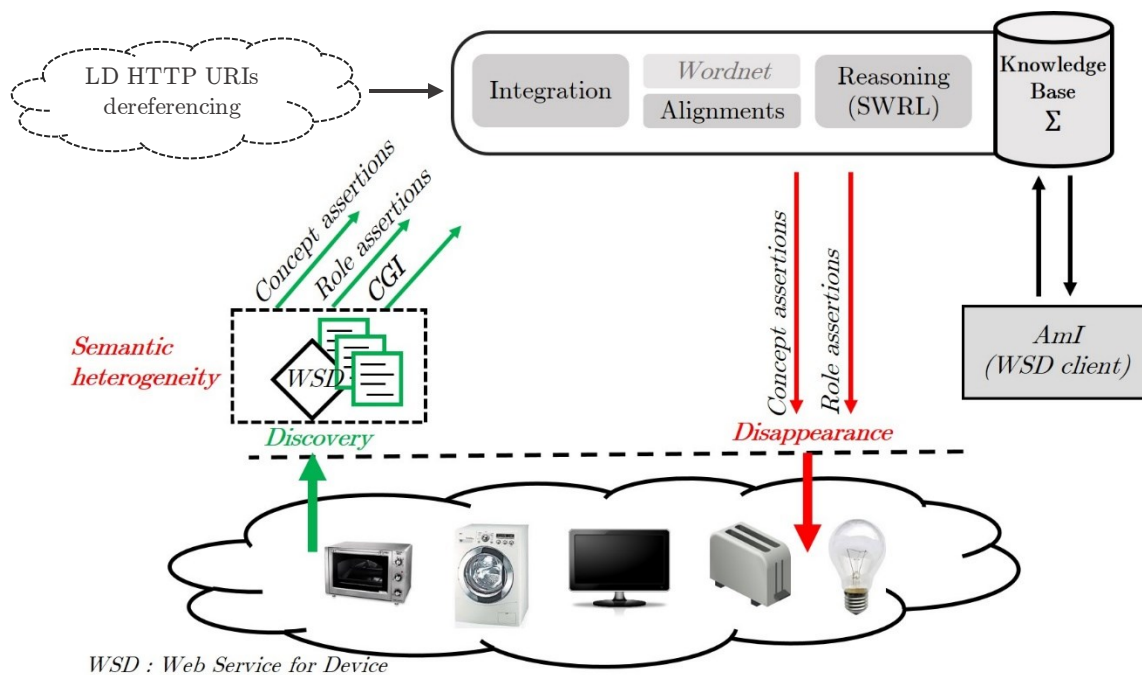 LD HTTP URIs
dereferencing
Integration
Wordnet
Alignments
Reasoning
(SWRL)
Knowledge
Base
Σ
Concept assertions
Role assertions
CGI
Concept assertions
Role assertions
AmI
(WSD client)
Semantic
heterogeneity
WSD
Discovery
Disappearance
WSD : Web Service for Device